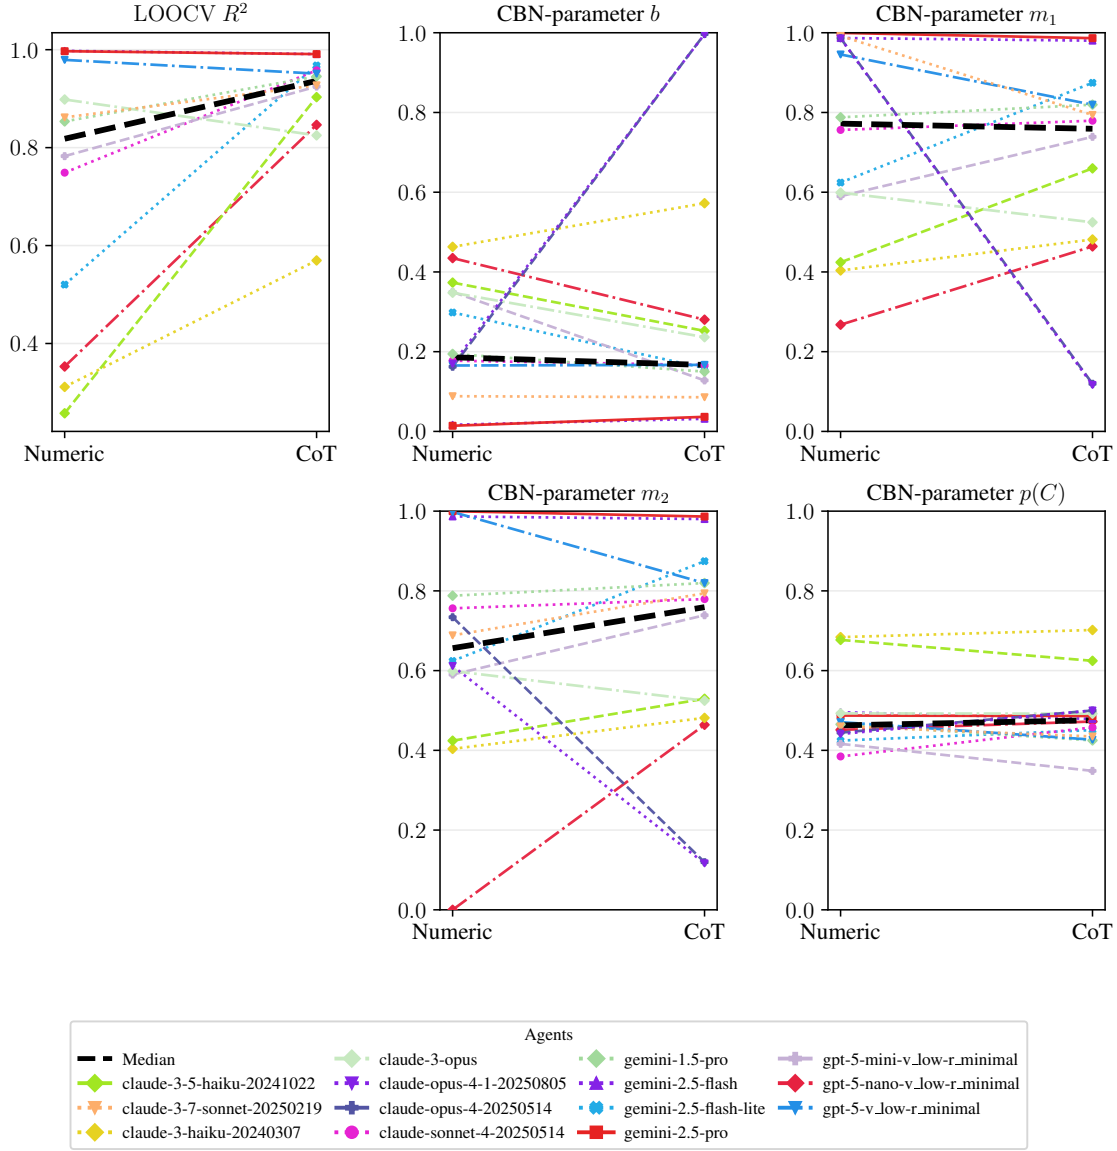 LOOCV R²
CBN-parameter b
CBN-parameter m₁
1.0
0.8
0.6
0.4
Numeric
CoT
1.0
0.8
0.6
0.4
0.2
0.0
Numeric
CoT
1.0
0.8
0.6
0.4
0.2
0.0
Numeric
CoT
CBN-parameter m₂
CBN-parameter p(C)
1.0
0.8
0.6
0.4
0.2
0.0
Numeric
CoT
1.0
0.8
0.6
0.4
0.2
0.0
Numeric
CoT
Agents
Median
claude-3-5-haiku-20241022
claude-3-7-sonnet-20250219
claude-3-haiku-20240307
claude-3-opus
claude-opus-4-1-20250805
claude-opus-4-20250514
claude-sonnet-4-20250514
gemini-1.5-pro
gemini-2.5-flash
gemini-2.5-flash-lite
gemini-2.5-pro
gpt-5-mini-v_low-r_minimal
gpt-5-nano-v_low-r_minimal
gpt-5-v_low-r_minimal